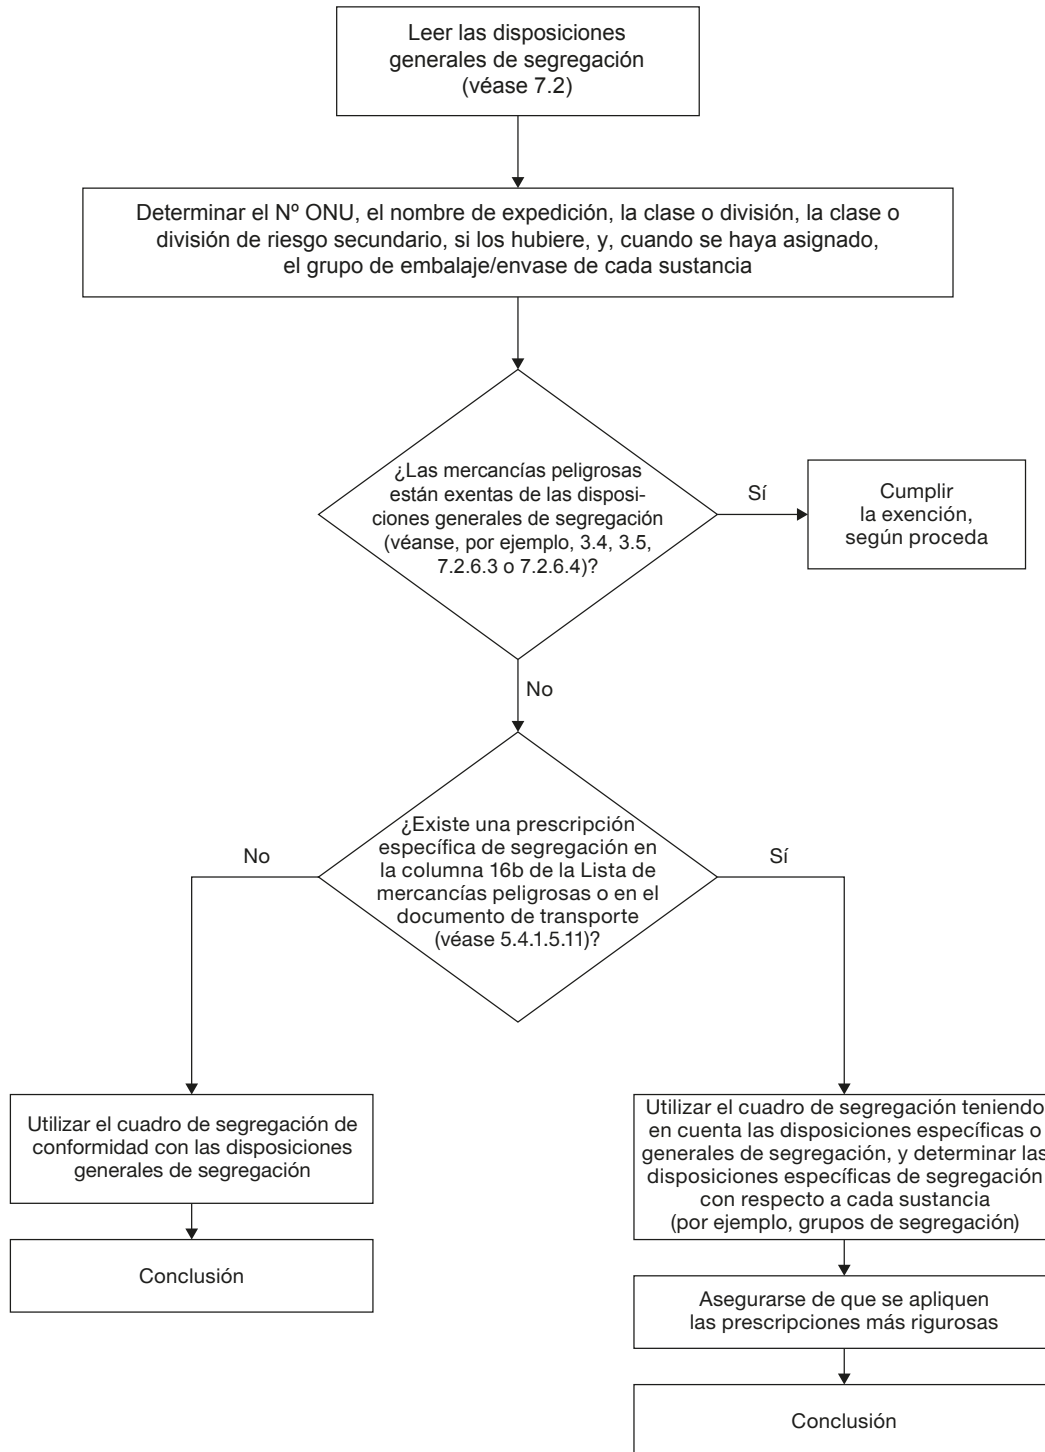 Leer las disposiciones
generales de segregación
(véase 7.2)
Determinar el Nº ONU, el nombre de expedición, la clase o división, la clase o
división de riesgo secundario, si los hubiere, y, cuando se haya asignado,
el grupo de embalaje/envase de cada sustancia
¿Las mercancías peligrosas
están exentas de las disposi-
ciones generales de segregación
(véanse, por ejemplo, 3.4, 3.5,
7.2.6.3 o 7.2.6.4)?
Sí
Cumplir
la exención,
según proceda
No
¿Existe una prescripción
específica de segregación en
la columna 16b de la Lista de
mercancías peligrosas o en el
documento de transporte
(véase 5.4.1.5.11)?
No
Sí
Utilizar el cuadro de segregación de
conformidad con las disposiciones
generales de segregación
Conclusión
Utilizar el cuadro de segregación teniendo
en cuenta las disposiciones específicas o
generales de segregación, y determinar las
disposiciones específicas de segregación
con respecto a cada sustancia
(por ejemplo, grupos de segregación)
Asegurarse de que se apliquen
las prescripciones más rigurosas
Conclusión